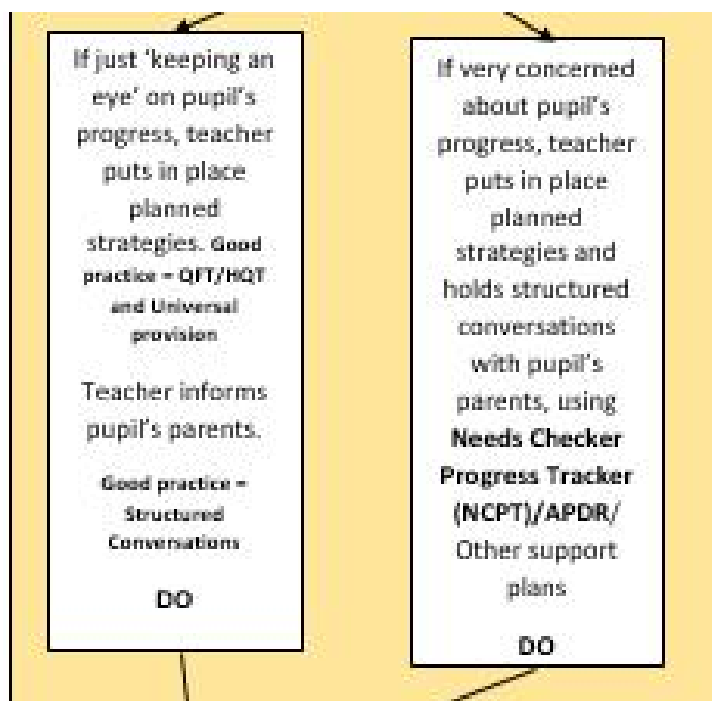 If just 'keeping an
eye' on pupil's
progress, teacher
puts in place
planned
strategies. Good
practice = QFT/HQT
and Universal
provision
Teacher informs
pupil's parents.
Good practice =
Structured
Conversations
DO
If very concerned
about pupil's
progress, teacher
puts in place
planned
strategies and
holds structured
conversations
with pupil's
parents, using
Needs Checker
Progress Tracker
(NCPT)/APDR/
Other support
plans
DO